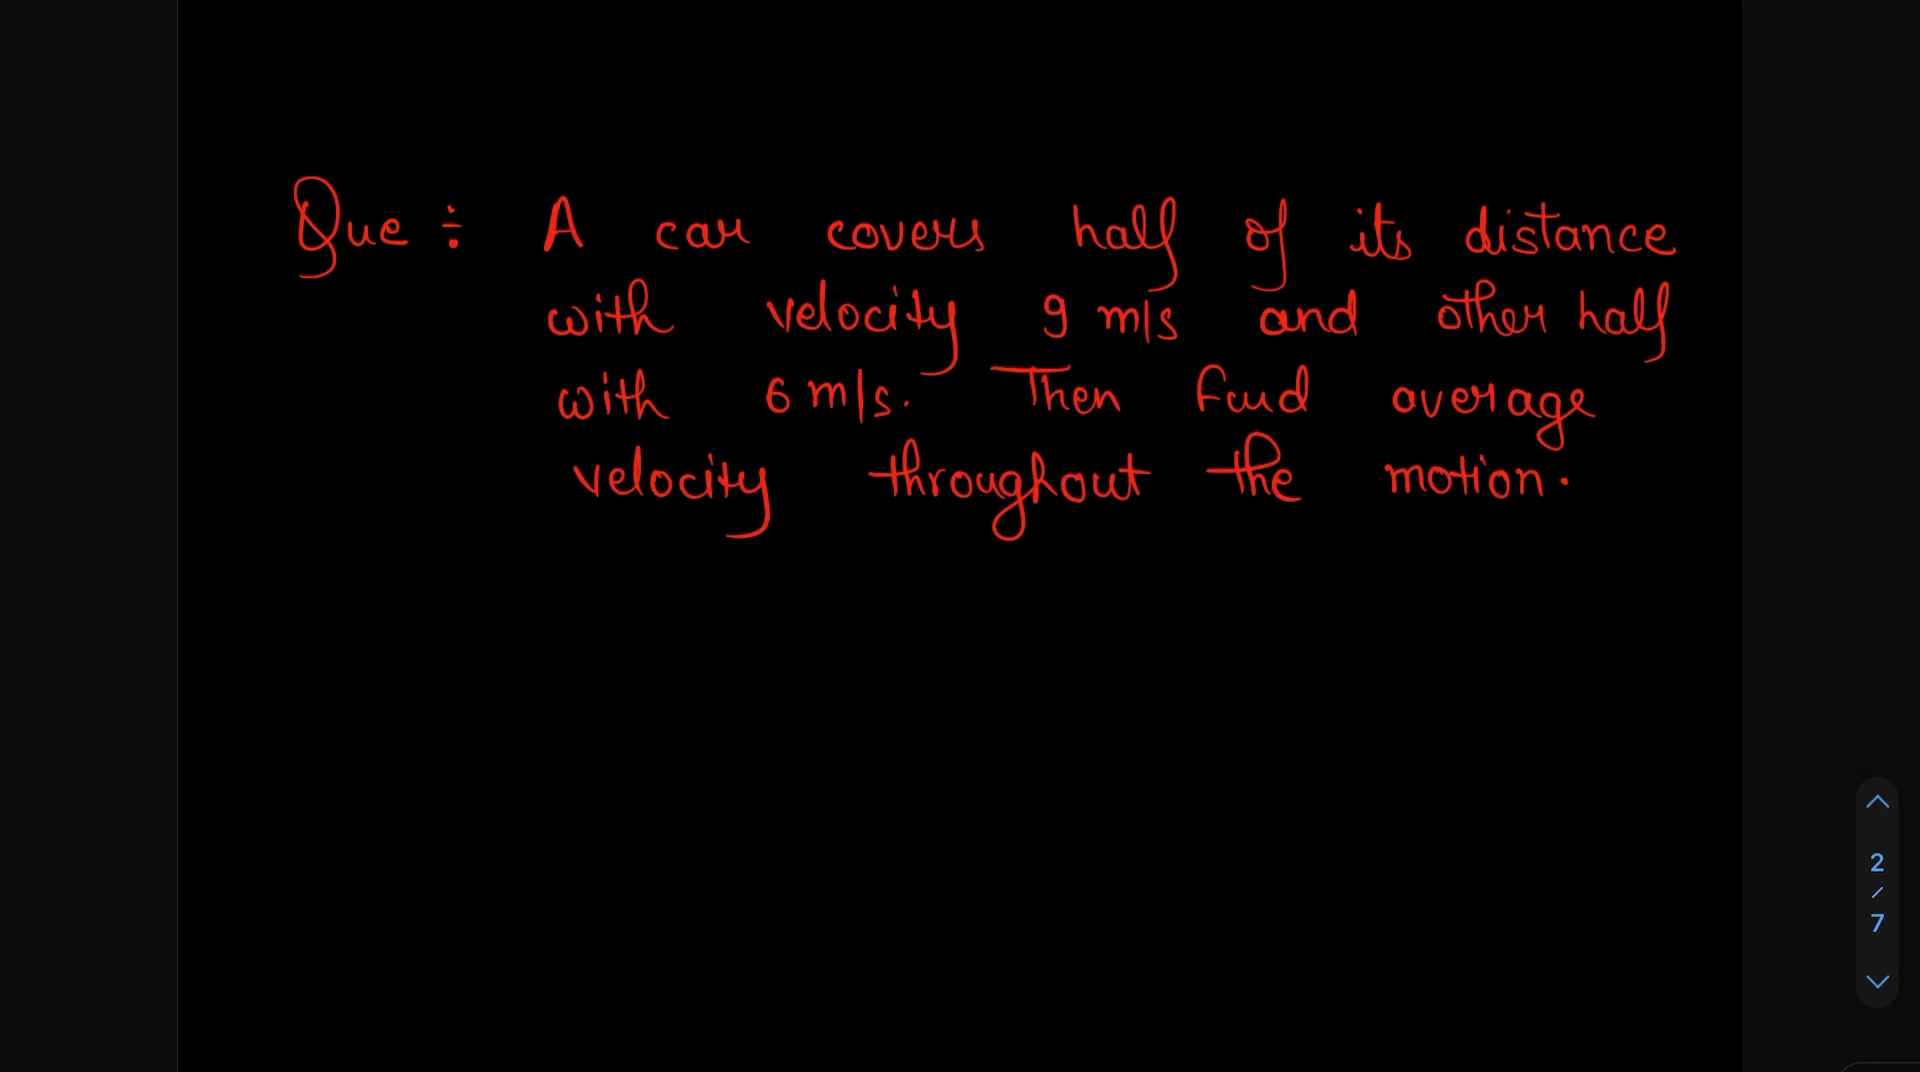 Que ÷ A car covers half of its distance
with velocity 9 m/s and other half
with 6 m/s. Then find average
velocity throughout the motion.
2
/
7